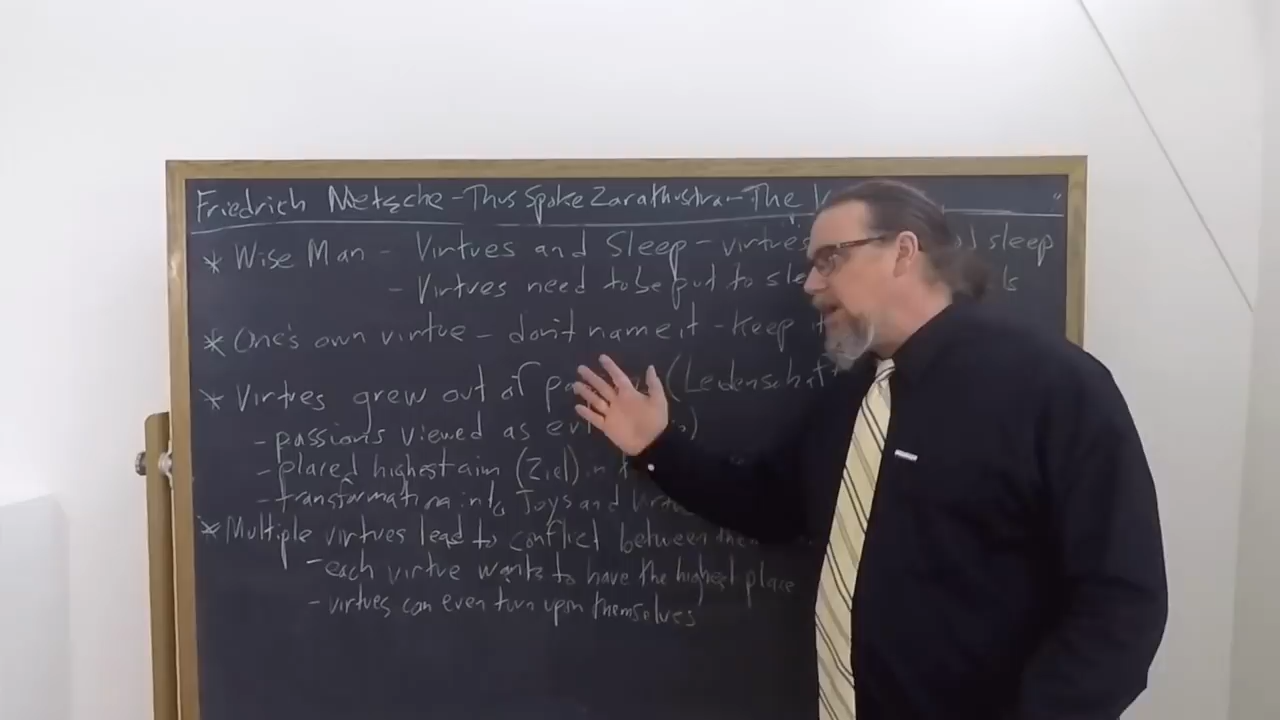 Friedrich Nietzsche - Thus Spoke Zarathustra - The
* Wise Man - Virtues and Sleep - virtues sleep
- Virtues need to be put to
* One's own virtue - don't name it - Keep
* Virtues grew out of (Leidenschaft
- passions viewed as
- placed highest aim (Ziel) in
- transformation into Joys and
* Multiple virtues lead to conflict between
- each virtue wants to have the highest place
- virtues can even turn upon themselves